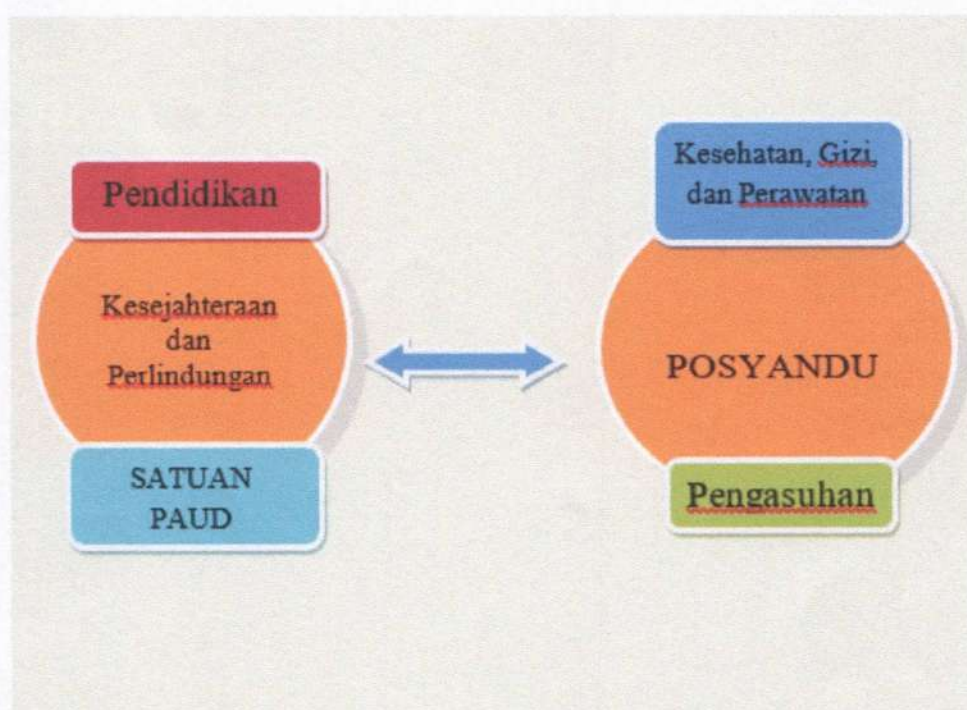 Pendidikan
Kesejahteraan
dan
Perlindungan
SATUAN
PAUD
Kesehatan, Gizi,
dan Perawatan
POSYANDU
Pengasuhan